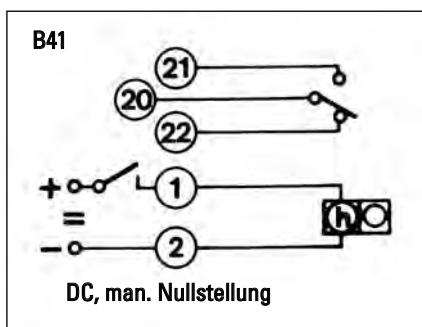 B41
21
20
22
+ 1
=
h
- 2
DC, man. Nullstellung